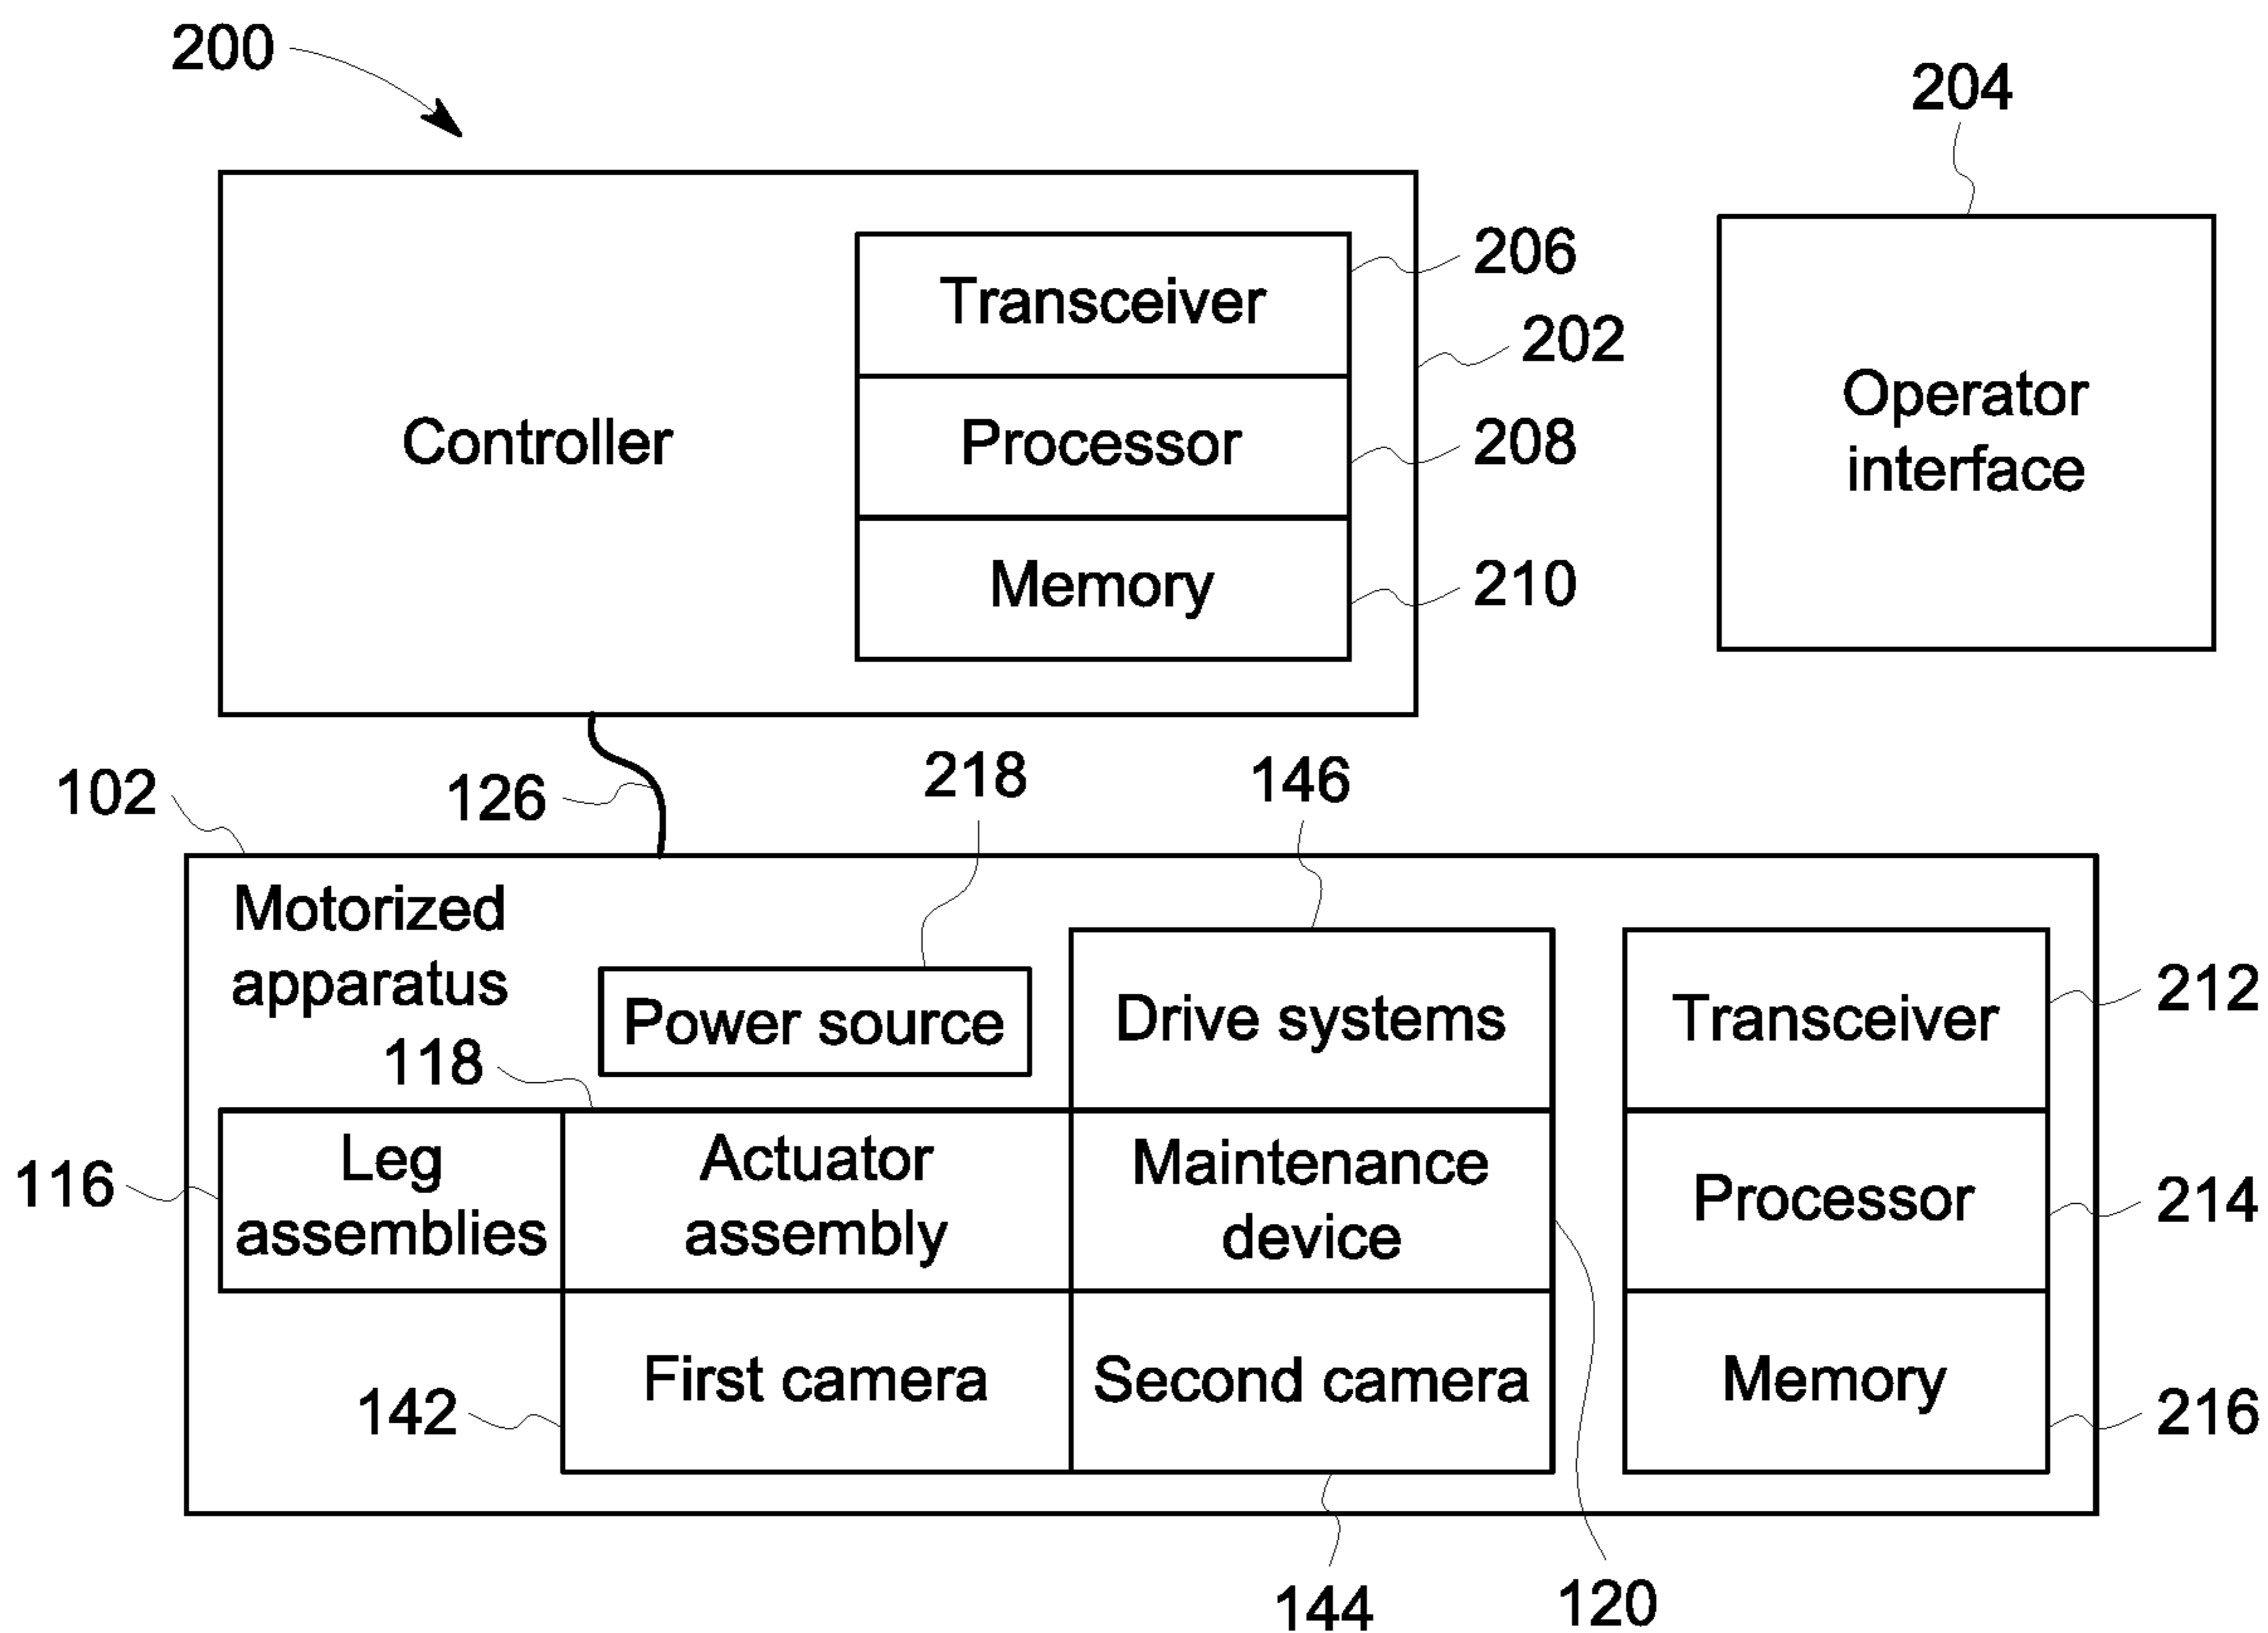 200
204
206
Transceiver
202
Operator
interface
Controller
Processor
208
Memory
210
102
126
218
146
Motorized
apparatus
Power source
Drive systems
Transceiver
212
118
116
Leg
assemblies
Actuator
assembly
Maintenance
device
Processor
214
142
First camera
Second camera
Memory
216
144
120